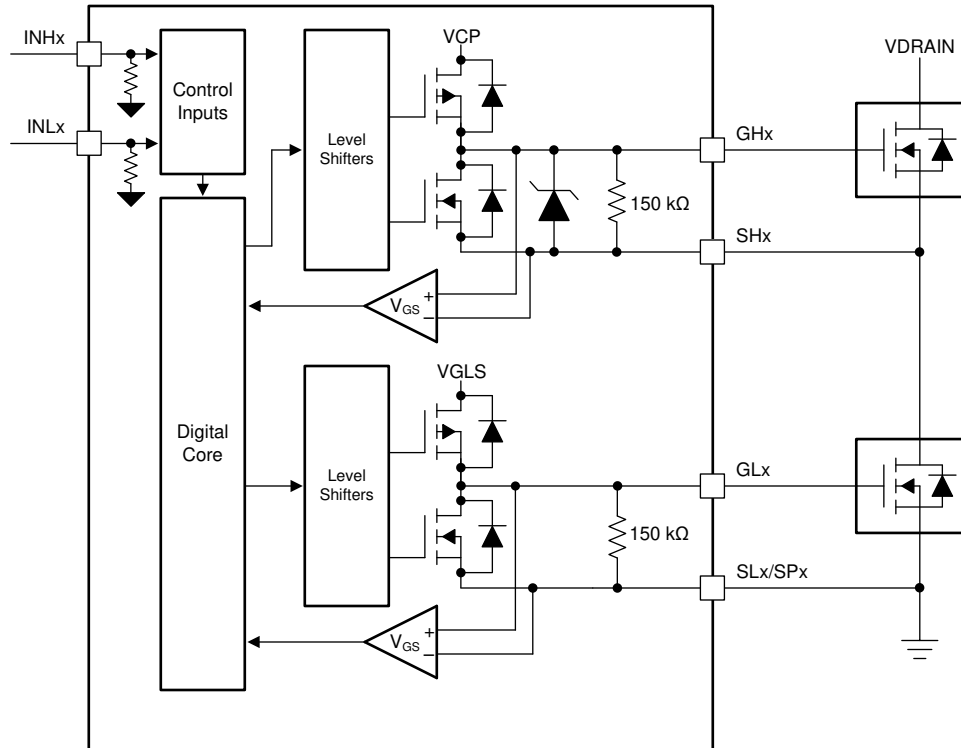 INHx
INLx
Control
Inputs
Digital
Core
Level
Shifters
VCP
VGS
+
−
GHx
150 kΩ
SHx
VDRAIN
Level
Shifters
VGLS
VGS
+
−
GLx
150 kΩ
SLx/SPx